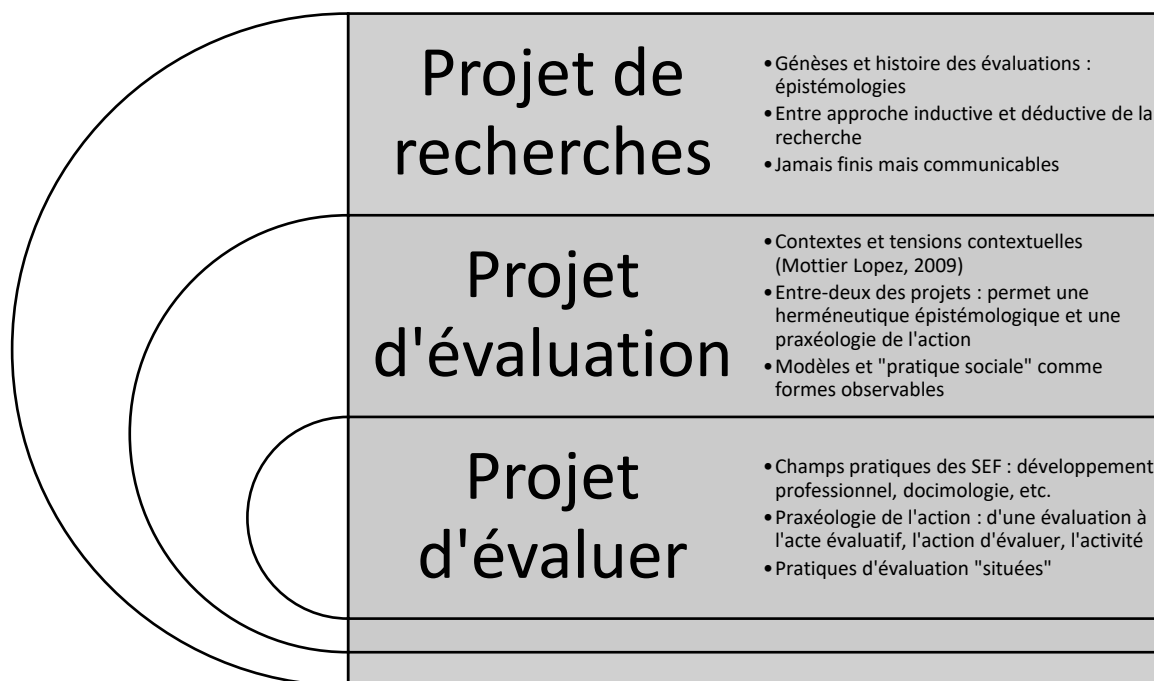 Projet de
recherches
•Génèses et histoire des évaluations :
épistémologies
•Entre approche inductive et déductive de la
recherche
•Jamais finis mais communicables
Projet
d'évaluation
•Contextes et tensions contextuelles
(Mottier Lopez, 2009)
•Entre-deux des projets : permet une
herméneutique épistémologique et une
praxéologie de l'action
•Modèles et "pratique sociale" comme
formes observables
Projet
d'évaluer
•Champs pratiques des SEF : développement
professionnel, docimologie, etc.
•Praxéologie de l'action : d'une évaluation à
l'acte évaluatif, l'action d'évaluer, l'activité
•Pratiques d'évaluation "situées"